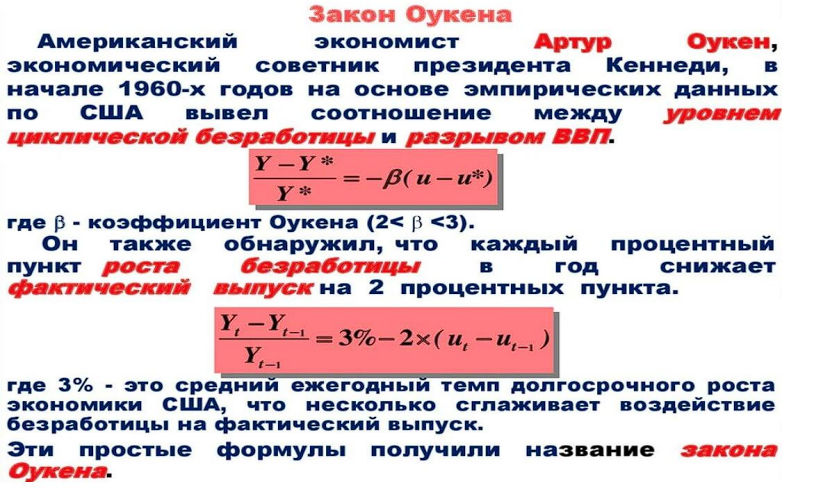 Закон Оукена
Американский экономист Артур Оукен,
экономический советник президента Кеннеди, в
начале 1960-х годов на основе эмпирических данных
по США вывел соотношение между уровнем
циклической безработицы и разрывом ВВП.
(Y – Y*) / Y* = –β(u – u*)
где β - коэффициент Оукена (2< β <3).
Он также обнаружил, что каждый процентный
пункт роста безработицы в год снижает
фактический выпуск на 2 процентных пункта.
(Y_t – Y_{t–1}) / Y_{t–1} = 3% – 2×(u_t – u_{t–1})
где 3% - это средний ежегодный темп долгосрочного роста
экономики США, что несколько сглаживает воздействие
безработицы на фактический выпуск.
Эти простые формулы получили название закона
Оукена.